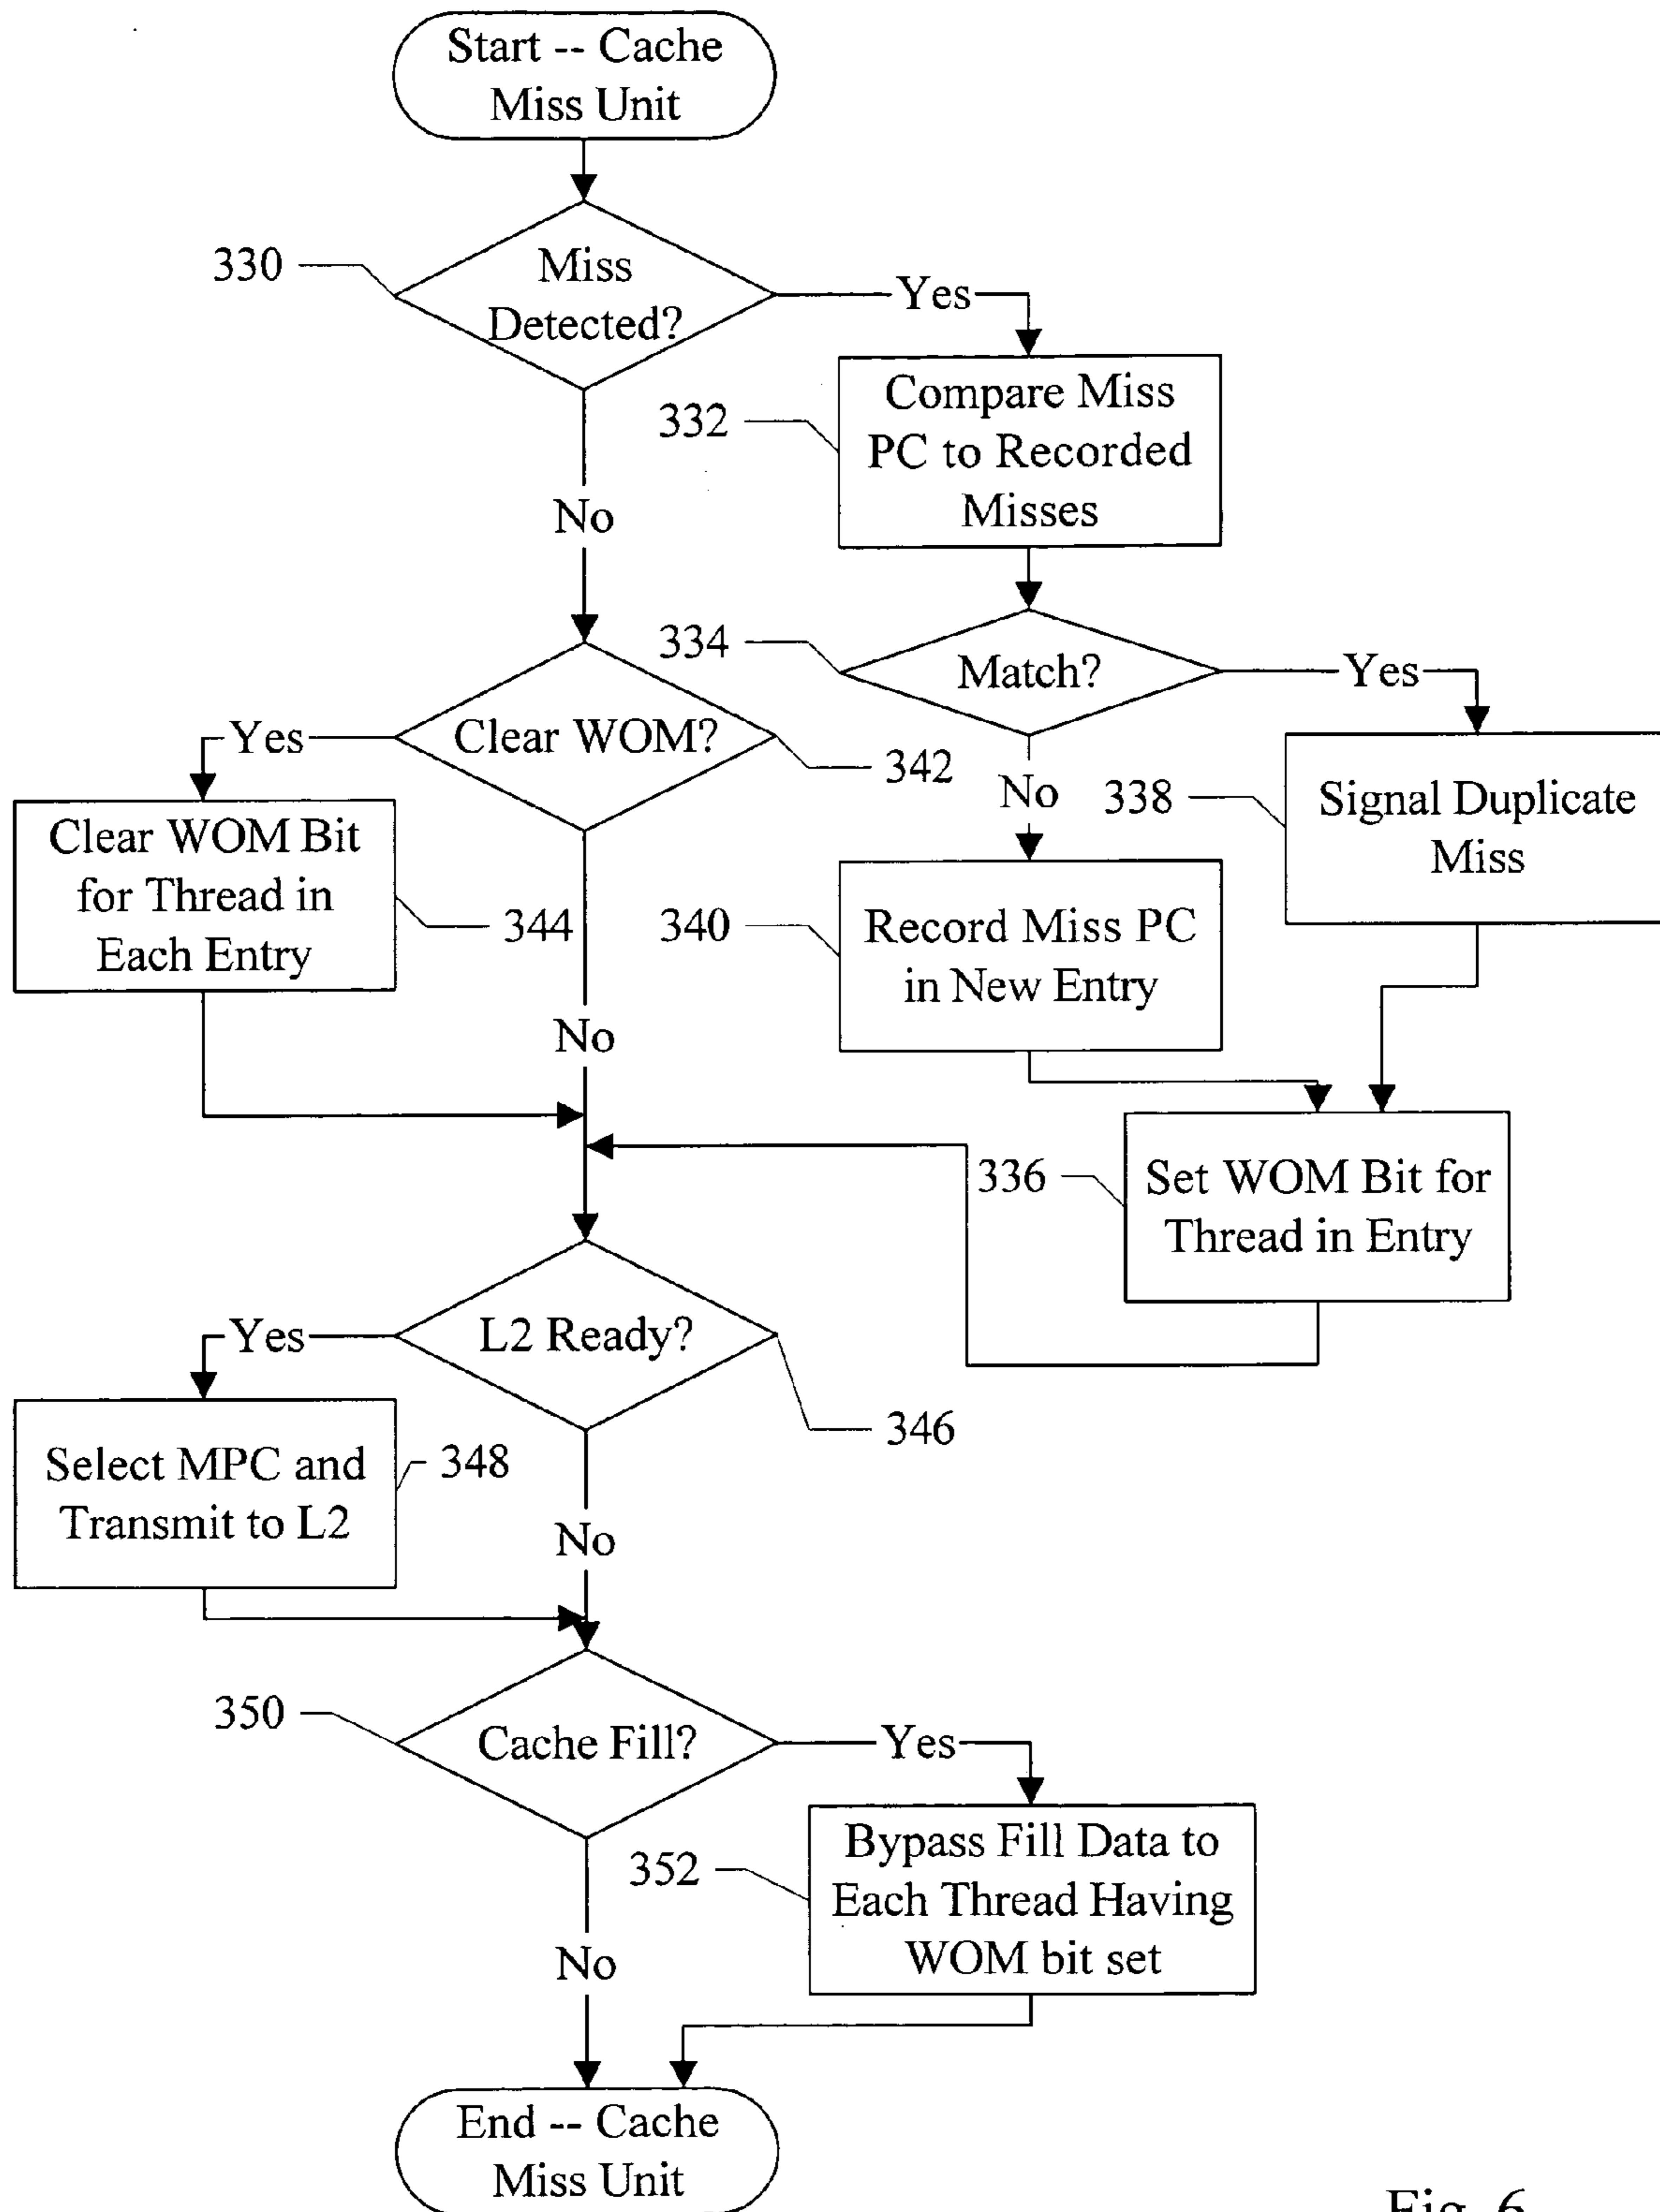 Start -- Cache
Miss Unit
330
Miss
Detected?
Yes
332
Compare Miss
PC to Recorded
Misses
No
334
Match?
Yes
Yes
Clear WOM?
342
No
338
Signal Duplicate
Miss
Clear WOM Bit
for Thread in
Each Entry
344
340
Record Miss PC
in New Entry
No
336
Set WOM Bit for
Thread in Entry
Yes
L2 Ready?
346
Select MPC and
Transmit to L2
348
No
350
Cache Fill?
Yes
352
Bypass Fill Data to
Each Thread Having
WOM bit set
No
End -- Cache
Miss Unit
Fig. 6